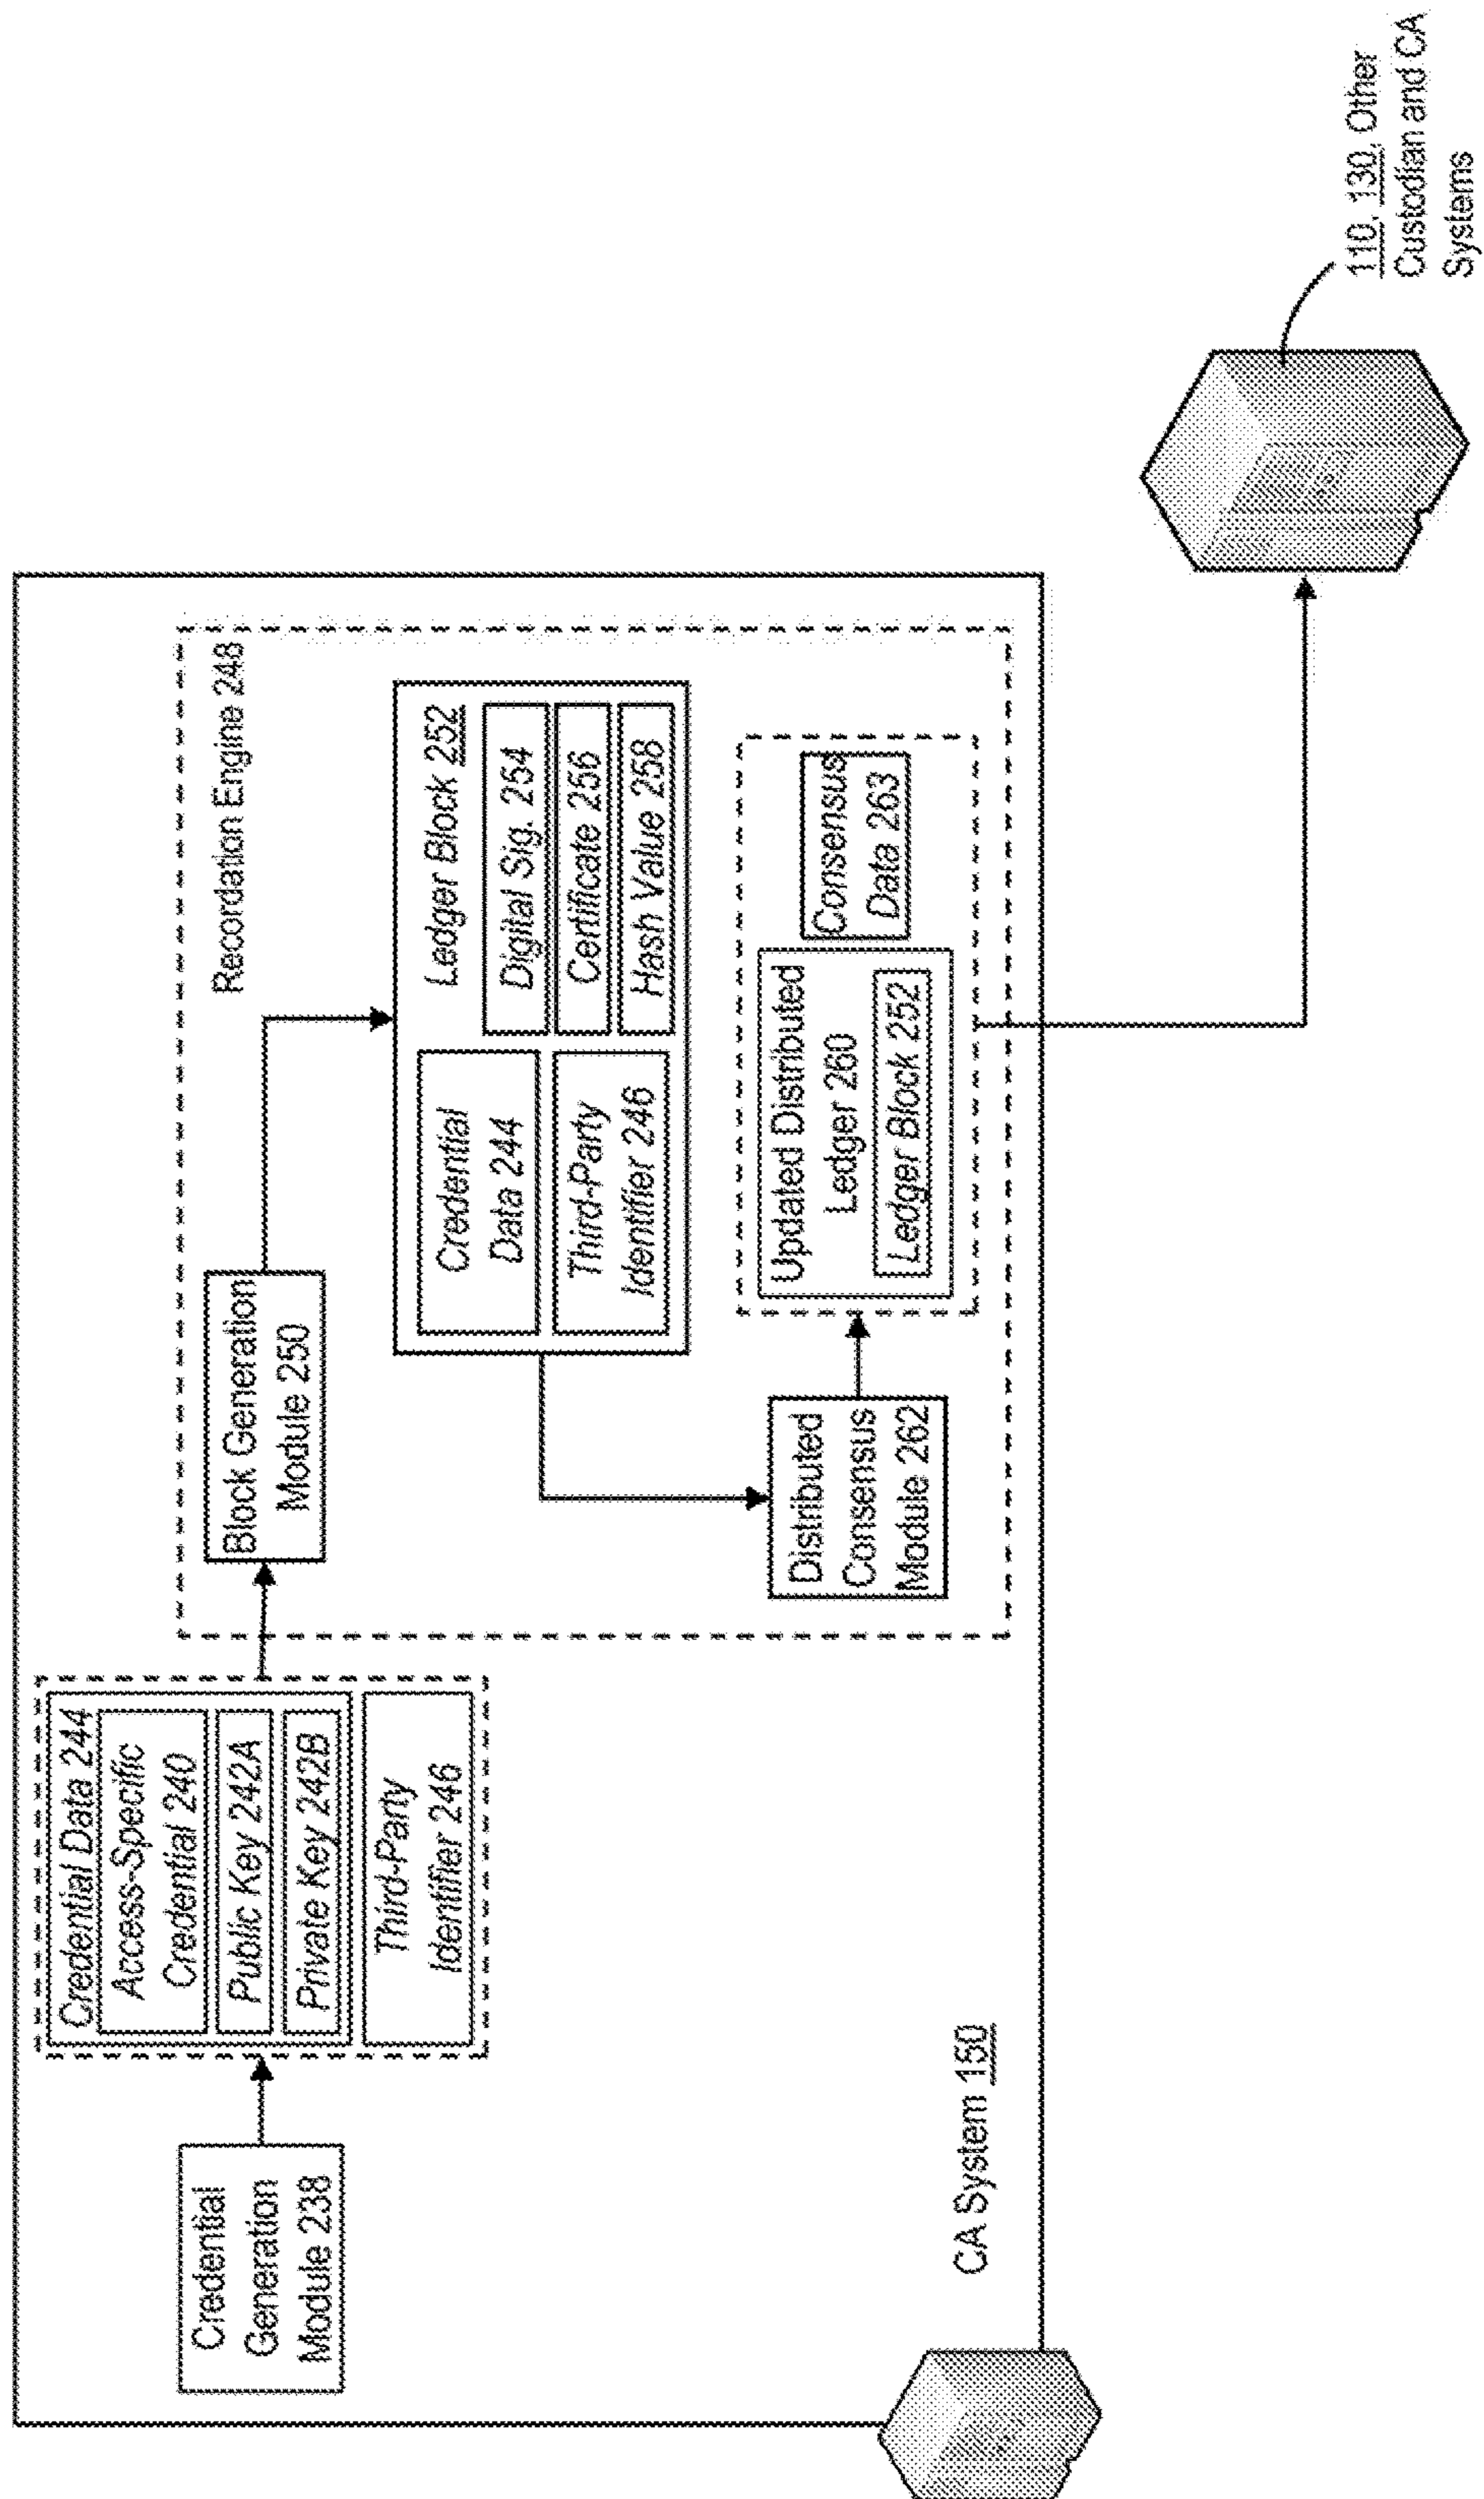 Credential
Generation
Module 238
Credential Data 244
Access-Specific
Credential 240
Public Key 242A
Private Key 242B
Third-Party
Identifier 246
Recordation Engine 248
Block Generation
Module 250
Ledger Block 252
Credential
Data 244
Third-Party
Identifier 246
Digital Sig. 254
Certificate 256
Hash Value 258
Distributed
Consensus
Module 262
Updated Distributed
Ledger 260
Ledger Block 252
Consensus
Data 263
CA System 150
110, 130, Other
Custodian and CA
Systems